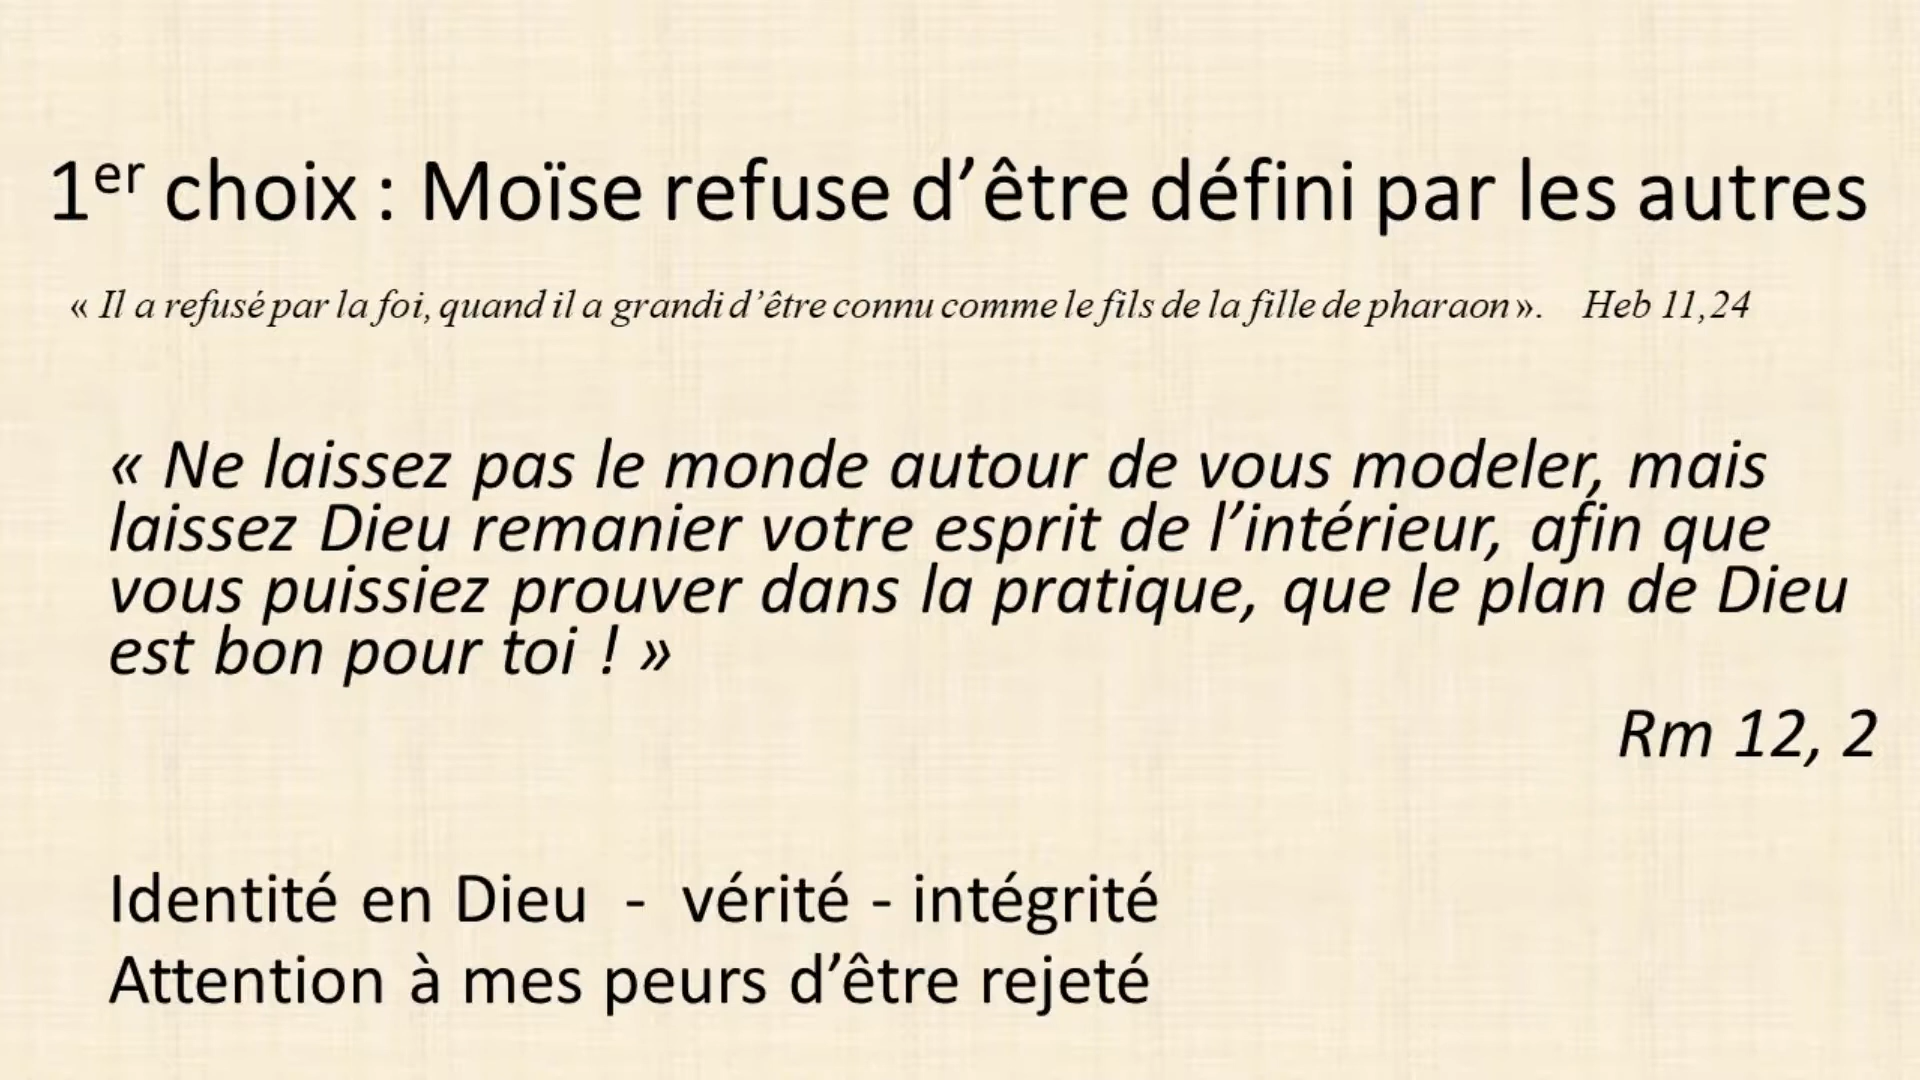 1er choix : Moïse refuse d’être défini par les autres
« Il a refusé par la foi, quand il a grandi d’être connu comme le fils de la fille de pharaon ». Heb 11,24
« Ne laissez pas le monde autour de vous modeler, mais
laissez Dieu remanier votre esprit de l’intérieur, afin que
vous puissiez prouver dans la pratique, que le plan de Dieu
est bon pour toi ! »
Rm 12, 2
Identité en Dieu - vérité - intégrité
Attention à mes peurs d’être rejeté